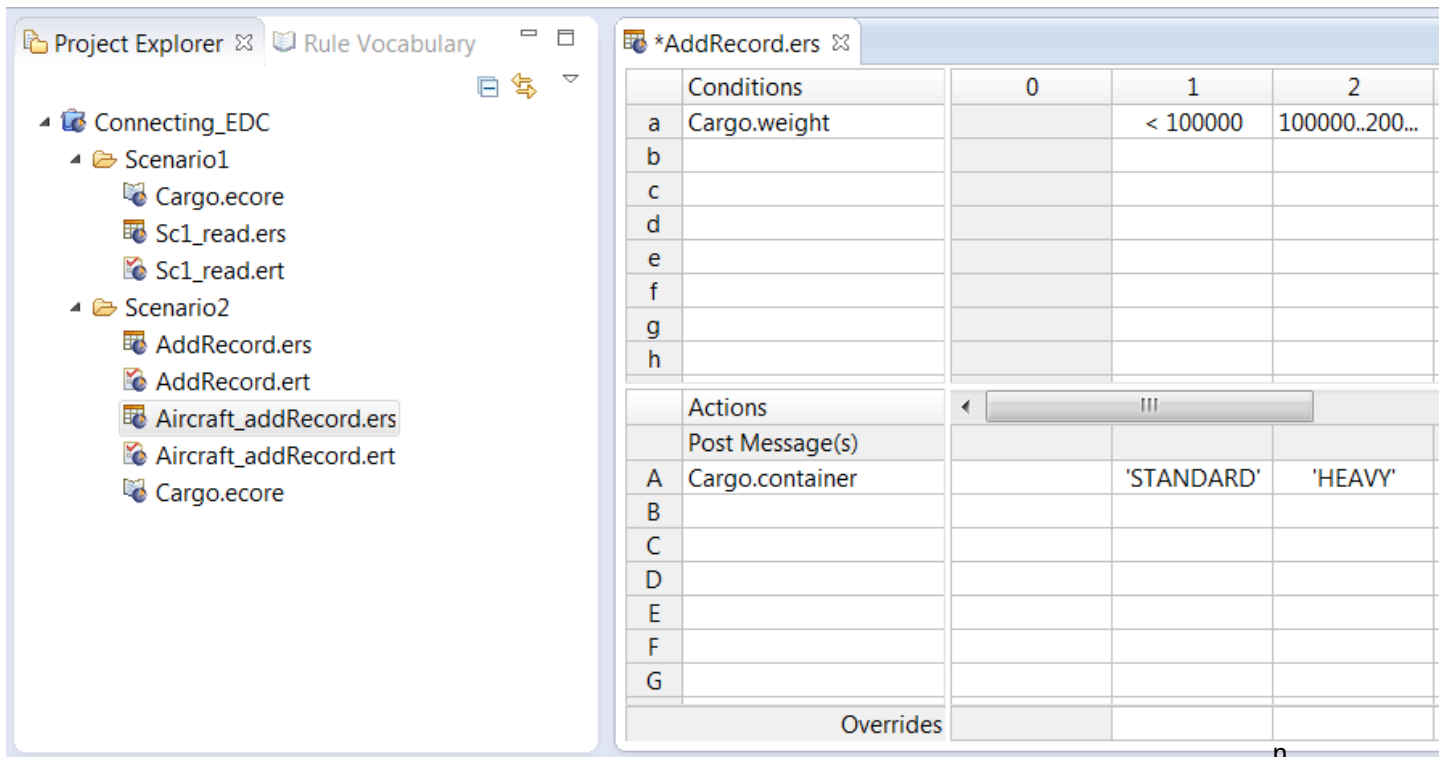 Project Explorer Rule Vocabulary
Connecting_EDC
Scenario1
Cargo.ecore
Sc1_read.ers
Sc1_read.ert
Scenario2
AddRecord.ers
AddRecord.ert
Aircraft_addRecord.ers
Aircraft_addRecord.ert
Cargo.ecore
*AddRecord.ers
Conditions 0 1 2
a Cargo.weight < 100000 100000..200...
b
c
d
e
f
g
h
Actions
Post Message(s)
A Cargo.container 'STANDARD' 'HEAVY'
B
C
D
E
F
G
Overrides
n